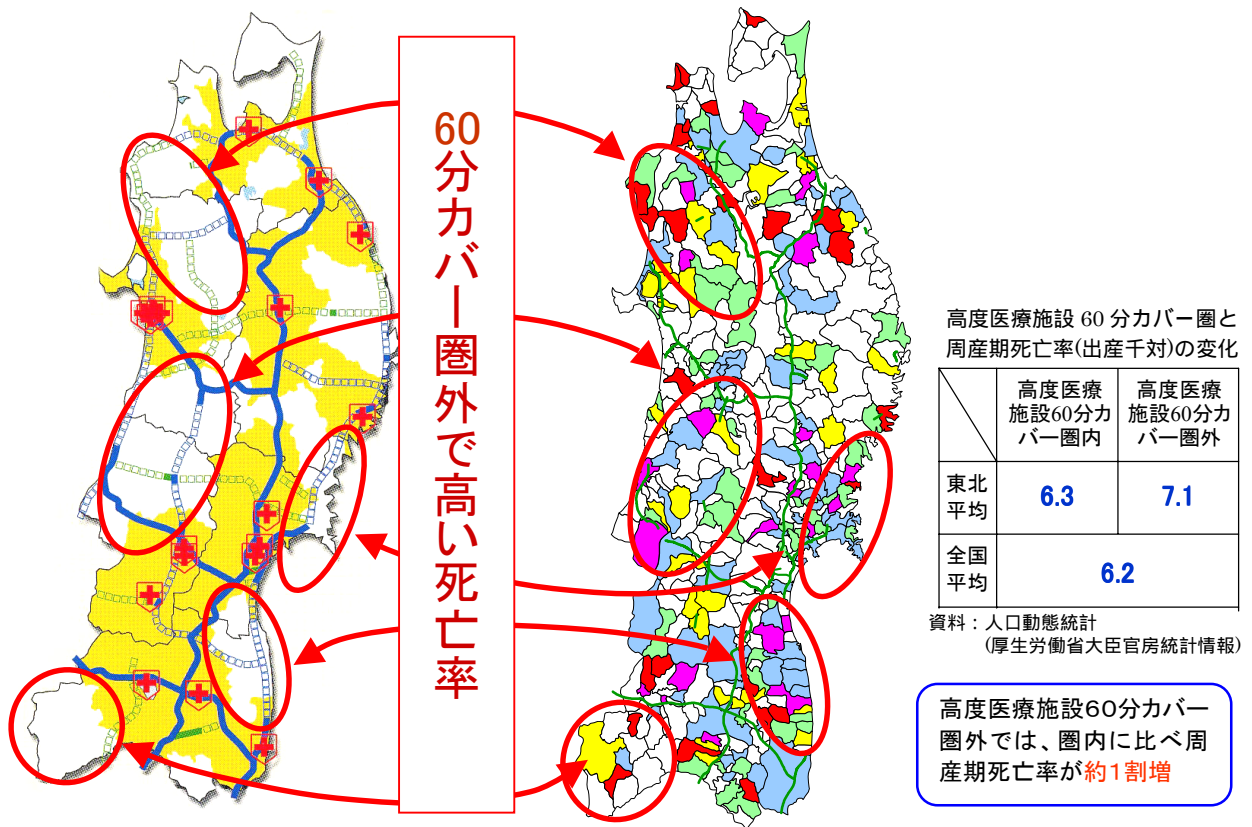 60分カバー圏外で高い死亡率
高度医療施設 60 分カバー圏と
周産期死亡率(出産千対)の変化
高度医療
施設60分カ
バー圏内
高度医療
施設60分カ
バー圏外
東北
平均
6.3
7.1
全国
平均
6.2
資料：人口動態統計
(厚生労働省大臣官房統計情報)
高度医療施設60分カバー
圏外では、圏内に比べ周
産期死亡率が約1割増